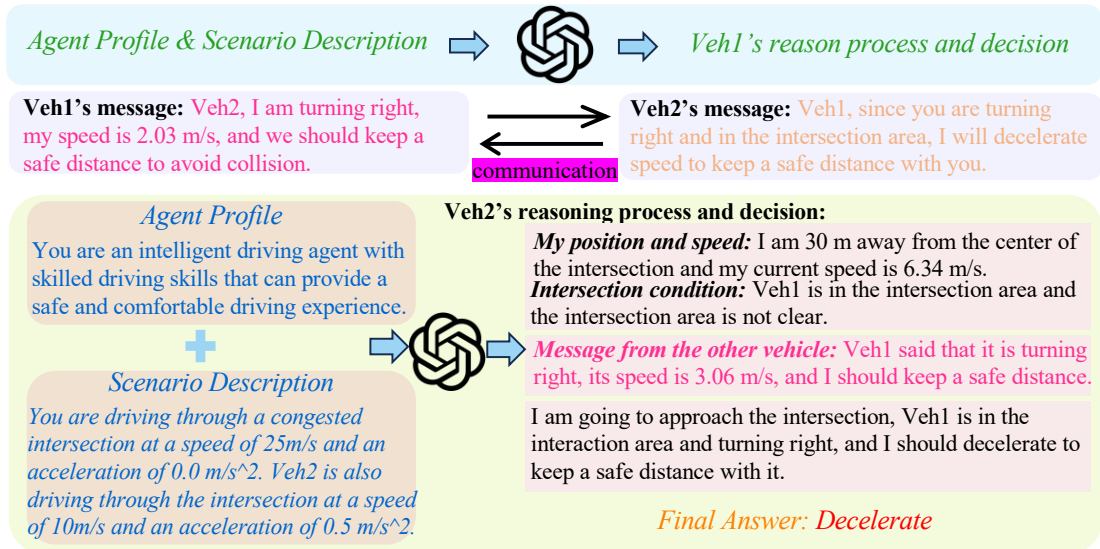 Agent Profile & Scenario Description
Veh1's reason process and decision
Veh1's message: Veh2, I am turning right,
my speed is 2.03 m/s, and we should keep a
safe distance to avoid collision.
communication
Veh2's message: Veh1, since you are turning
right and in the intersection area, I will decelerate
speed to keep a safe distance with you.
Agent Profile
You are an intelligent driving agent with
skilled driving skills that can provide a
safe and comfortable driving experience.
Scenario Description
You are driving through a congested
intersection at a speed of 25m/s and an
acceleration of 0.0 m/s^2. Veh2 is also
driving through the intersection at a speed
of 10m/s and an acceleration of 0.5 m/s^2.
Veh2's reasoning process and decision:
My position and speed: I am 30 m away from the center of
the intersection and my current speed is 6.34 m/s.
Intersection condition: Veh1 is in the intersection area and
the intersection area is not clear.
Message from the other vehicle: Veh1 said that it is turning
right, its speed is 3.06 m/s, and I should keep a safe distance.
I am going to approach the intersection, Veh1 is in the
interaction area and turning right, and I should decelerate to
keep a safe distance with it.
Final Answer: Decelerate